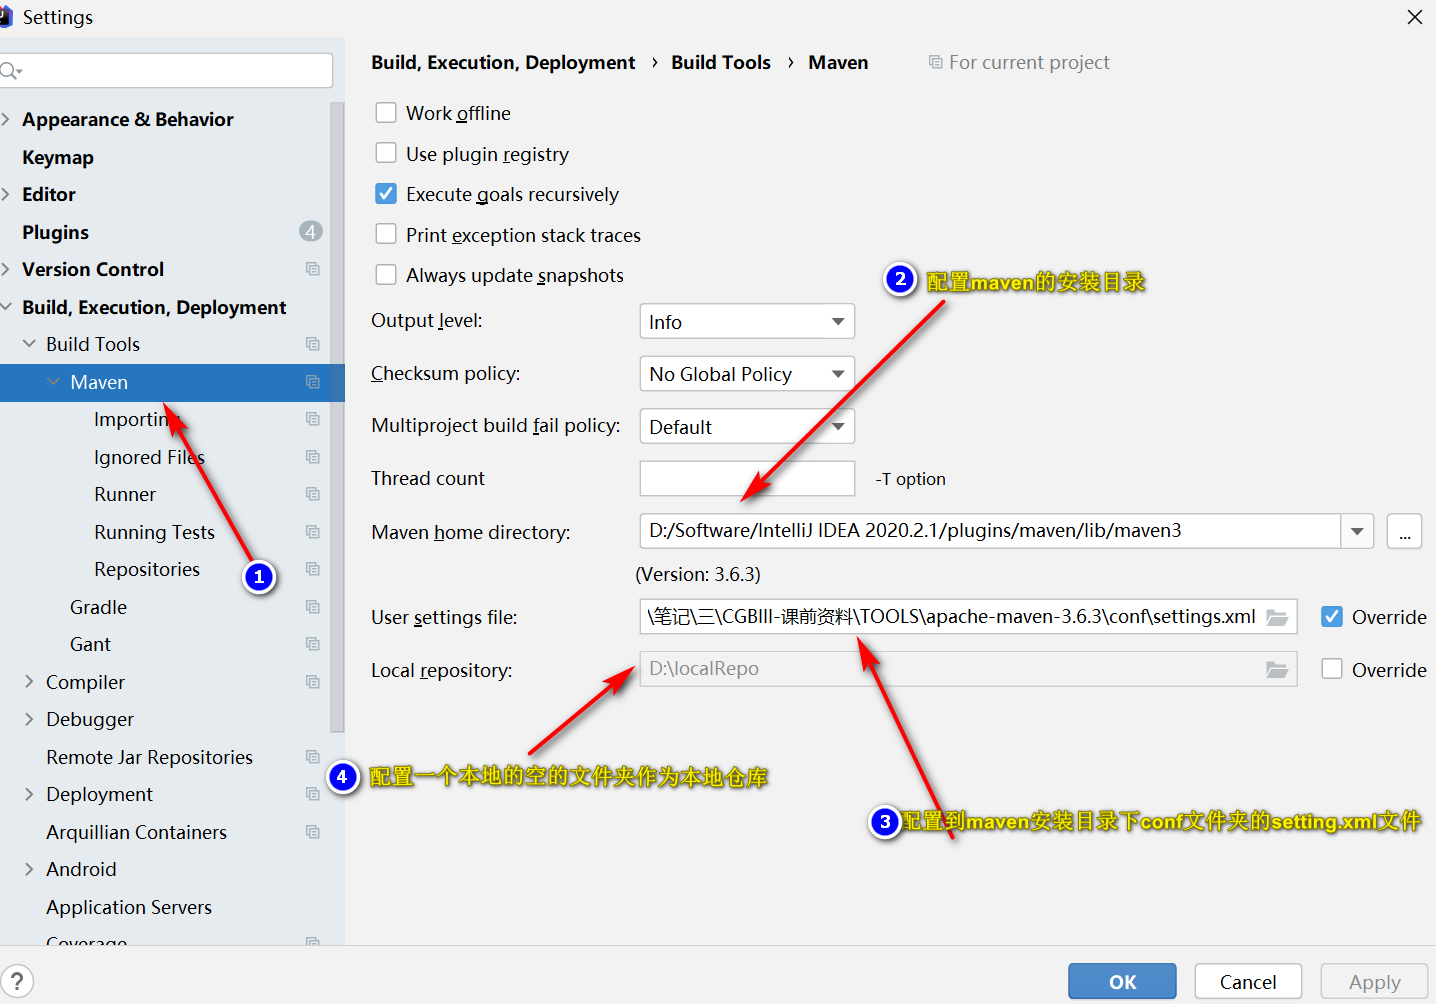 Settings
Appearance & Behavior
Keymap
Editor
Plugins
4
Version Control
Build, Execution, Deployment
Build Tools
Maven
Importing
Ignored Files
Runner
Running Tests
Repositories
1
Gradle
Gant
Compiler
Debugger
Remote Jar Repositories
Deployment
Arquillian Containers
Android
Application Servers
Coverage
Build, Execution, Deployment › Build Tools › Maven
For current project
Work offline
Use plugin registry
Execute goals recursively
Print exception stack traces
Always update snapshots
2 配置maven的安装目录
Output level: Info
Checksum policy: No Global Policy
Multiproject build fail policy: Default
Thread count -T option
Maven home directory: D:/Software/IntelliJ IDEA 2020.2.1/plugins/maven/lib/maven3 ...
(Version: 3.6.3)
User settings file: \笔记\三\CGBIII-课前资料\TOOLS\apache-maven-3.6.3\conf\settings.xml Override
Local repository: D:\localRepo Override
4 配置一个本地的空的文件夹作为本地仓库
3 配置到maven安装目录下conf文件夹的setting.xml文件
?
OK Cancel Apply